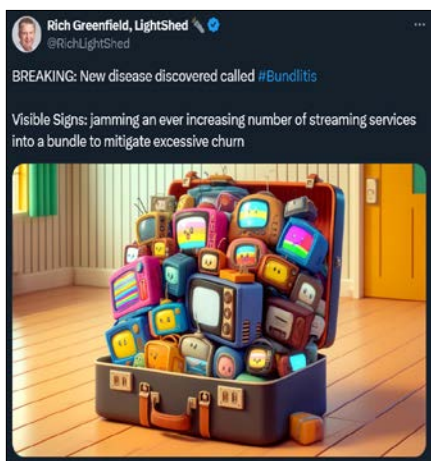 Rich Greenfield, LightShed
@RichLightShed
BREAKING: New disease discovered called #Bundlitis
Visible Signs: jamming an ever increasing number of streaming services
into a bundle to mitigate excessive churn